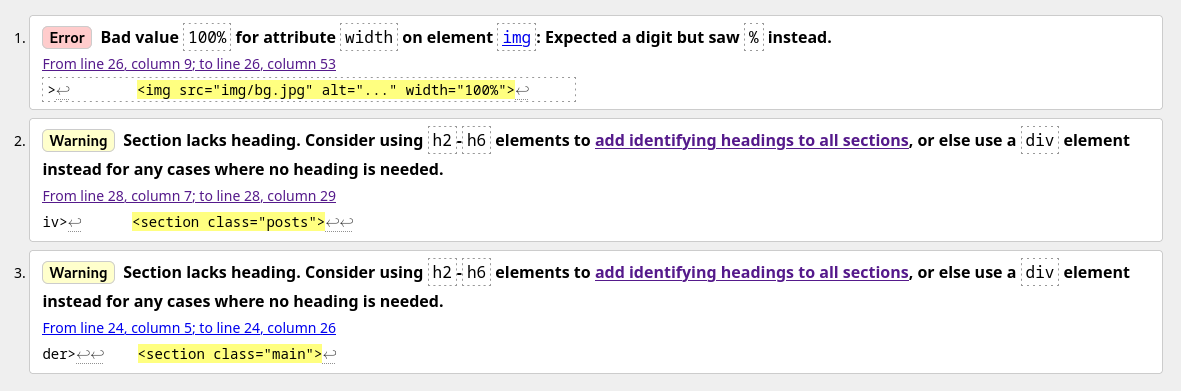 1. Error Bad value 100% for attribute width on element img: Expected a digit but saw % instead.
From line 26, column 9; to line 26, column 53
>↩ <img src="img/bg.jpg" alt="..." width="100%">↩
2. Warning Section lacks heading. Consider using h2-h6 elements to add identifying headings to all sections, or else use a div element
instead for any cases where no heading is needed.
From line 28, column 7; to line 28, column 29
iv>↩ <section class="posts">↩↩
3. Warning Section lacks heading. Consider using h2-h6 elements to add identifying headings to all sections, or else use a div element
instead for any cases where no heading is needed.
From line 24, column 5; to line 24, column 26
der>↩↩ <section class="main">↩